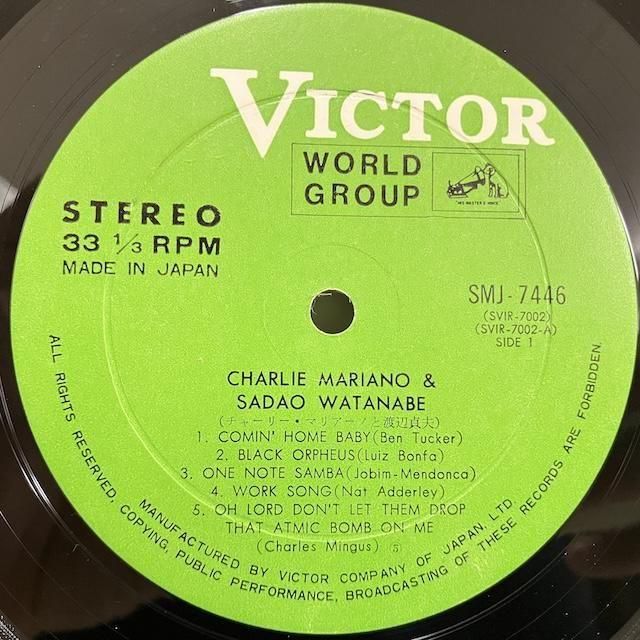 VICTOR
WORLD
GROUP
"HIS MASTER'S VOICE"
STEREO
33 1/3 RPM
MADE IN JAPAN
SMJ-7446
(SVIR-7002)
(SVIR-7002-A)
SIDE 1
CHARLIE MARIANO &
SADAO WATANABE
(チャーリー・マリアーノと渡辺貞夫)
1. COMIN' HOME BABY(Ben Tucker)
2. BLACK ORPHEUS(Luiz Bonfa)
3. ONE NOTE SAMBA(Jobim-Mendonca)
4. WORK SONG(Nat Adderley)
5. OH LORD DON'T LET THEM DROP
THAT ATMIC BOMB ON ME
(Charles Mingus) ⑤
MANUFACTURED BY VICTOR COMPANY OF JAPAN, LTD.
ALL RIGHTS RESERVED, COPYING, PUBLIC PERFORMANCE, BROADCASTING OF THESE RECORDS ARE FORBIDDEN.